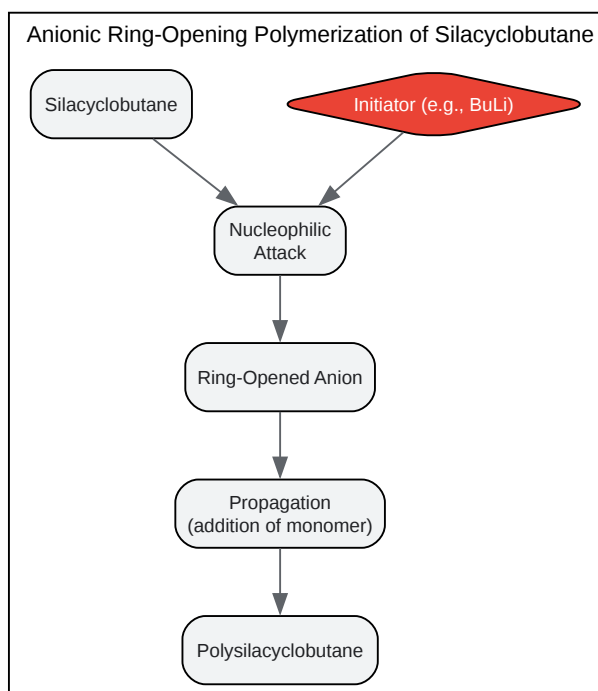 Anionic Ring-Opening Polymerization of Silacyclobutane
Silacyclobutane
Initiator (e.g., BuLi)
Nucleophilic
Attack
Ring-Opened Anion
Propagation
(addition of monomer)
Polysilacyclobutane